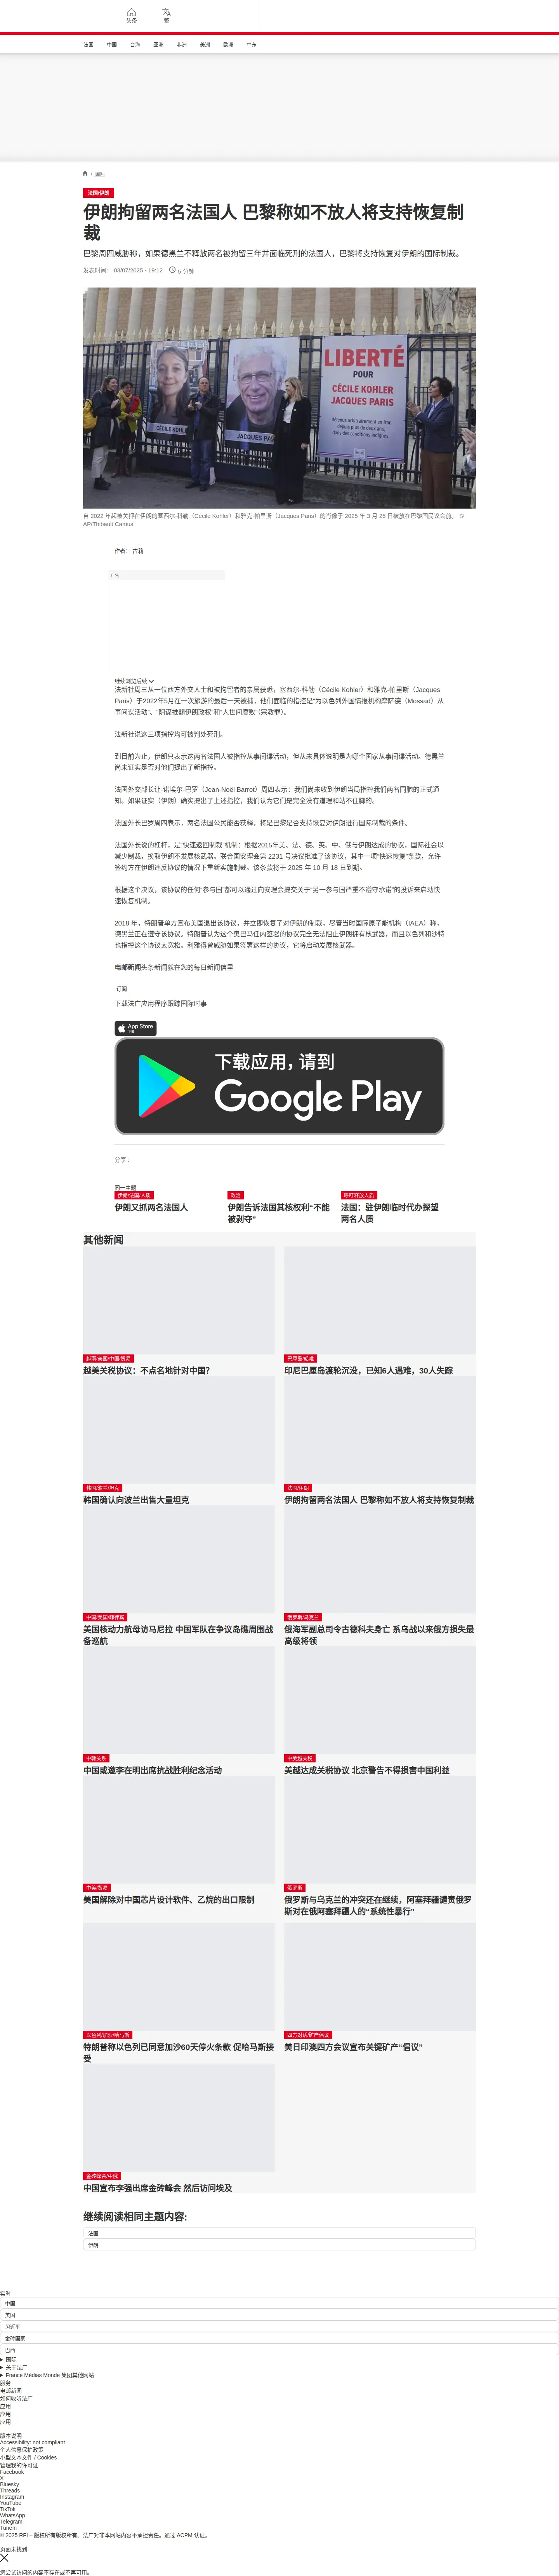 头条
繁
法国
中国
台海
亚洲
非洲
美洲
欧洲
中东
/ 国际
法国/伊朗
伊朗拘留两名法国人 巴黎称如不放人将支持恢复制
裁
巴黎周四威胁称，如果德黑兰不释放两名被拘留三年并面临死刑的法国人，巴黎将支持恢复对伊朗的国际制裁。
发表时间： 03/07/2025 - 19:12
5 分钟
LIBERTÉ
POUR
CÉCILE KOHLER
JACQUES PARIS
détenus arbitrairement en Iran
depuis plus de deux ans,
dans des conditions inhumaines.
CÉCILE KOHLER
JACQUES PARIS
自 2022 年起被关押在伊朗的塞西尔-科勒（Cécile Kohler）和雅克-帕里斯（Jacques Paris）的肖像于 2025 年 3 月 25 日被放在巴黎国民议会前。 ©
AP/Thibault Camus
作者： 古莉
广告
继续浏览后续
法新社周三从一位西方外交人士和被拘留者的亲属获悉，塞西尔-科勒（Cécile Kohler）和雅克-帕里斯（Jacques
Paris）于2022年5月在一次旅游的最后一天被捕，他们面临的指控是"为以色列外国情报机构摩萨德（Mossad）从
事间谍活动"、"阴谋推翻伊朗政权"和"人世间腐败"（宗教罪）。
法新社说这三项指控均可被判处死刑。
到目前为止，伊朗只表示这两名法国人被指控从事间谍活动，但从未具体说明是为哪个国家从事间谍活动。德黑兰
尚未证实是否对他们提出了新指控。
法国外交部长让-诺埃尔-巴罗（Jean-Noël Barrot）周四表示：我们尚未收到伊朗当局指控我们两名同胞的正式通
知。如果证实（伊朗）确实提出了上述指控，我们认为它们是完全没有道理和站不住脚的。
法国外长巴罗周四表示，两名法国公民能否获释，将是巴黎是否支持恢复对伊朗进行国际制裁的条件。
法国外长说的杠杆，是"快速返回制裁"机制：根据2015年美、法、德、英、中、俄与伊朗达成的协议，国际社会以
减少制裁，换取伊朗不发展核武器。联合国安理会第 2231 号决议批准了该协议，其中一项"快速恢复"条款，允许
签约方在伊朗违反协议的情况下重新实施制裁。该条款将于 2025 年 10 月 18 日到期。
根据这个决议，该协议的任何"参与国"都可以通过向安理会提交关于"另一参与国严重不遵守承诺"的投诉来启动快
速恢复机制。
2018 年，特朗普单方宣布美国退出该协议，并立即恢复了对伊朗的制裁，尽管当时国际原子能机构（IAEA）称，
德黑兰正在遵守该协议。特朗普认为这个奥巴马任内签署的协议完全无法阻止伊朗拥有核武器，而且以色列和沙特
也指控这个协议太宽松。利雅得曾威胁如果签署这样的协议，它将启动发展核武器。
电邮新闻头条新闻就在您的每日新闻信里
订阅
下载法广应用程序跟踪国际时事
App Store
下载
下载应用，请到
Google Play
分享 :
同一主题
伊朗/法国/人质
伊朗又抓两名法国人
政治
伊朗告诉法国其核权利"不能
被剥夺"
呼吁释放人质
法国：驻伊朗临时代办探望
两名人质
其他新闻
越南/美国/中国/贸易
越美关税协议：不点名地针对中国？
巴厘岛/船难
印尼巴厘岛渡轮沉没，已知6人遇难，30人失踪
韩国/波兰/坦克
韩国确认向波兰出售大量坦克
法国/伊朗
伊朗拘留两名法国人 巴黎称如不放人将支持恢复制裁
中国/美国/菲律宾
美国核动力航母访马尼拉 中国军队在争议岛礁周围战
备巡航
俄罗斯/乌克兰
俄海军副总司令古德科夫身亡 系乌战以来俄方损失最
高级将领
中韩关系
中国或邀李在明出席抗战胜利纪念活动
中美越关税
美越达成关税协议 北京警告不得损害中国利益
中美/贸易
美国解除对中国芯片设计软件、乙烷的出口限制
俄罗斯
俄罗斯与乌克兰的冲突还在继续，阿塞拜疆谴责俄罗
斯对在俄阿塞拜疆人的"系统性暴行"
以色列/加沙/哈马斯
特朗普称以色列已同意加沙60天停火条款 促哈马斯接
受
四方对话/矿产倡议
美日印澳四方会议宣布关键矿产"倡议"
金砖峰会/中俄
中国宣布李强出席金砖峰会 然后访问埃及
继续阅读相同主题内容:
法国
伊朗
实时
中国
美国
习近平
金砖国家
巴西
国际
关于法广
France Médias Monde 集团其他网站
服务
电邮新闻
如何收听法广
应用
应用
应用
版本说明
Accessibility: not compliant
个人信息保护政策
小型文本文件 / Cookies
管理我的许可证
Facebook
X
Bluesky
Threads
Instagram
YouTube
TikTok
WhatsApp
Telegram
TuneIn
© 2025 RFI – 版权所有版权所有。法广对非本网站内容不承担责任。通过 ACPM 认证。
页面未找到
您尝试访问的内容不存在或不再可用。